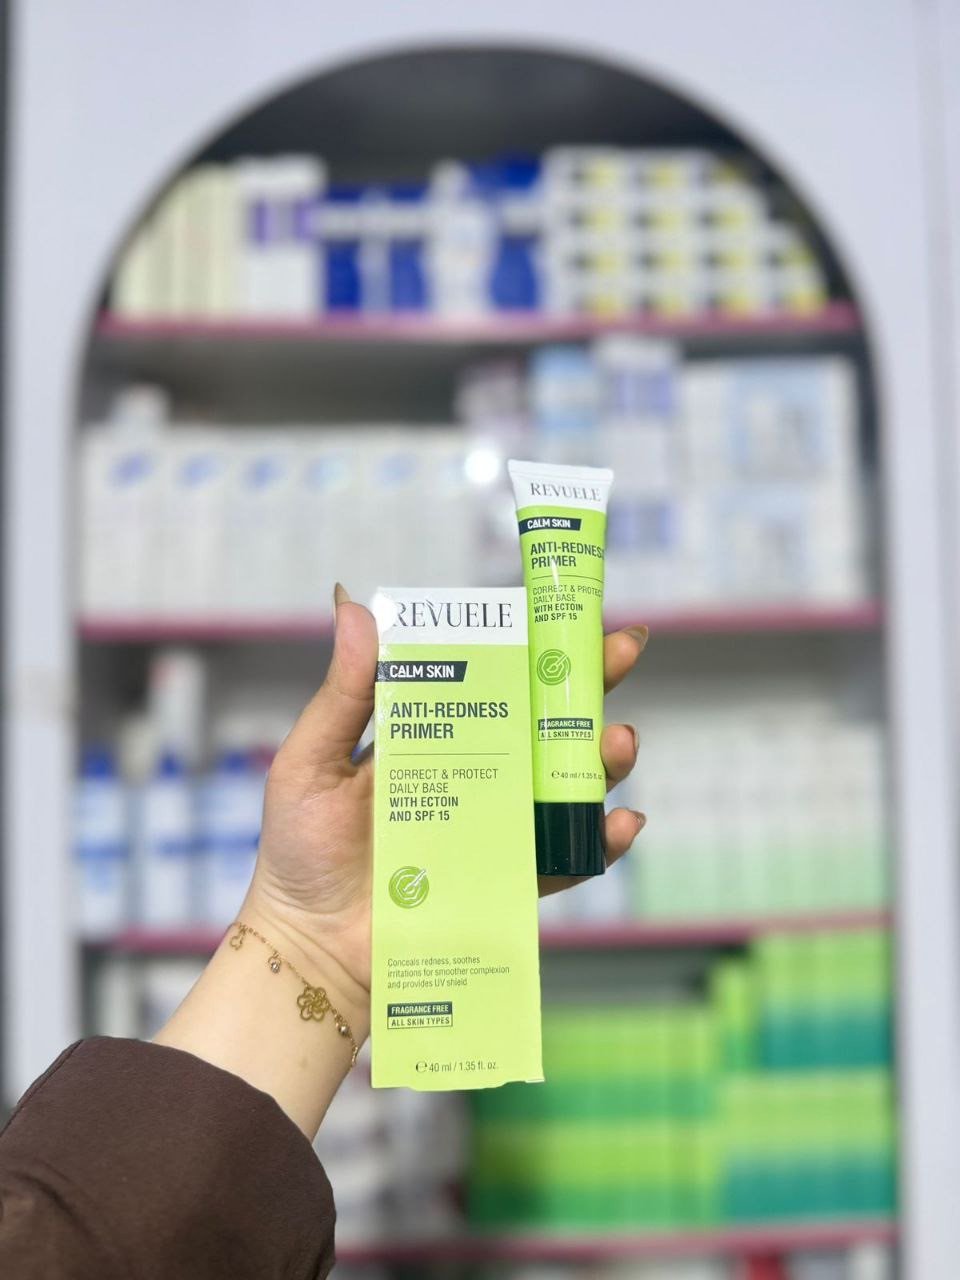 REVUELE
CALM SKIN
ANTI-REDNESS
PRIMER
CORRECT & PROTECT
DAILY BASE
WITH ECTOIN
AND SPF 15
Conceals redness, soothes
irritations for smoother complexion
and provides UV shield
FRAGRANCE FREE
ALL SKIN TYPES
℮ 40 ml / 1.35 fl. oz.
REVUELE
CALM SKIN
ANTI-REDNESS
PRIMER
CORRECT & PROTECT
DAILY BASE
WITH ECTOIN
AND SPF 15
FRAGRANCE FREE
ALL SKIN TYPES
℮ 40 ml / 1.35 fl. oz.